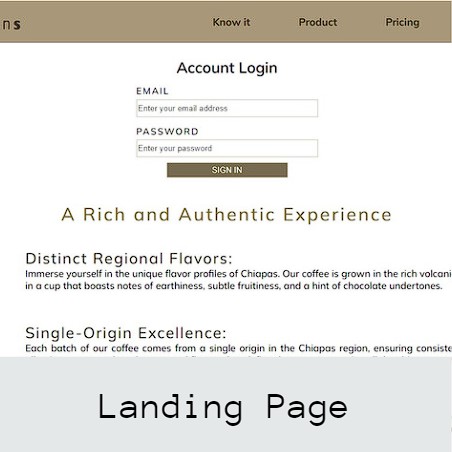 ns
Know it Product Pricing
Account Login
EMAIL
Enter your email address
PASSWORD
Enter your password
SIGN IN
A Rich and Authentic Experience
Distinct Regional Flavors:
Immerse yourself in the unique flavor profiles of Chiapas. Our coffee is grown in the rich volcani
in a cup that boasts notes of earthiness, subtle fruitiness, and a hint of chocolate undertones.
Single-Origin Excellence:
Each batch of our coffee comes from a single origin in the Chiapas region, ensuring consiste
Landing Page